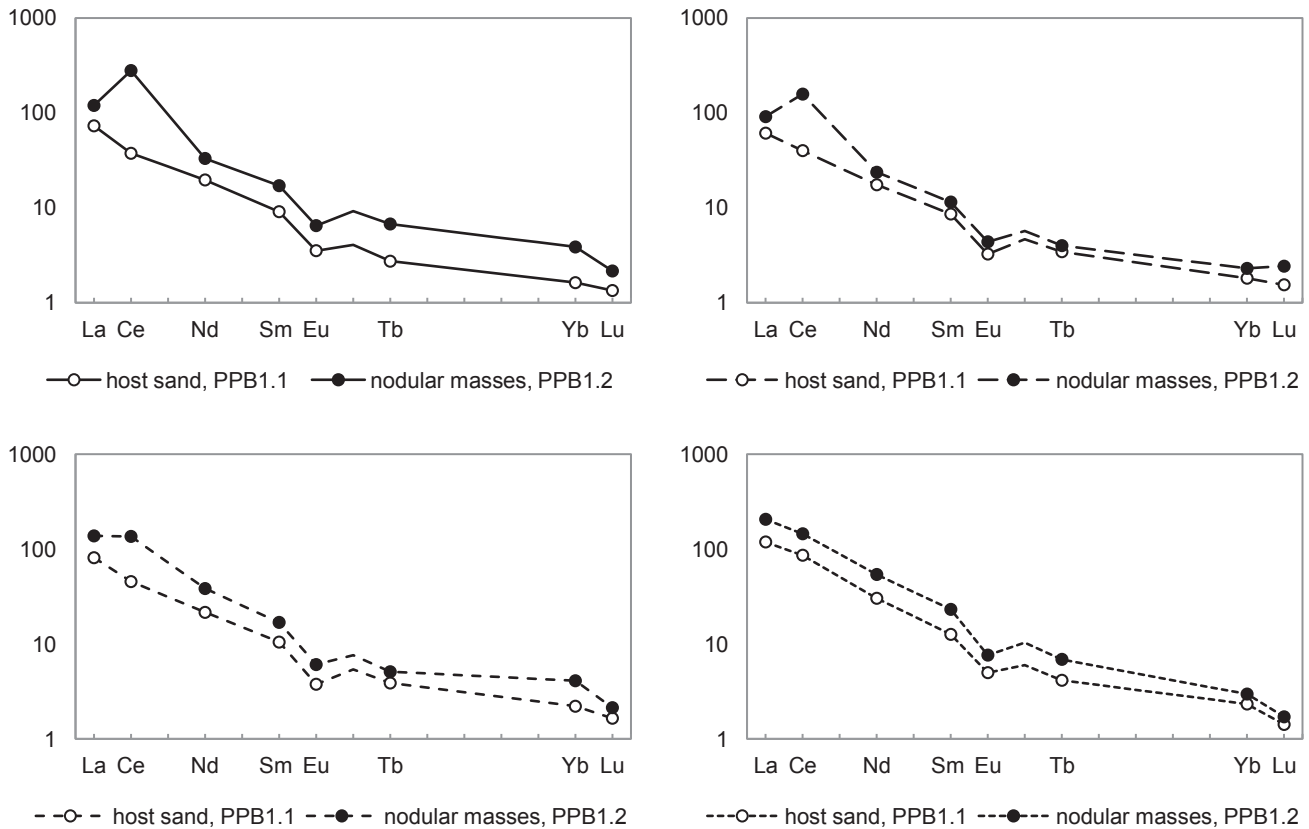 1000
100
10
1
La Ce Nd Sm Eu Tb Yb Lu
host sand, PPB1.1 nodular masses, PPB1.2
1000
100
10
1
La Ce Nd Sm Eu Tb Yb Lu
host sand, PPB1.1 nodular masses, PPB1.2
1000
100
10
1
La Ce Nd Sm Eu Tb Yb Lu
host sand, PPB1.1 nodular masses, PPB1.2
1000
100
10
1
La Ce Nd Sm Eu Tb Yb Lu
host sand, PPB1.1 nodular masses, PPB1.2